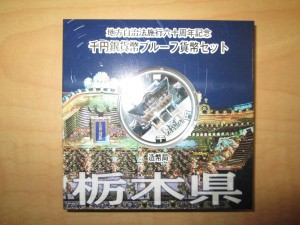 地方自治法施行六十周年記念
千円銀貨幣プルーフ貨幣セット
造幣局
栃木県